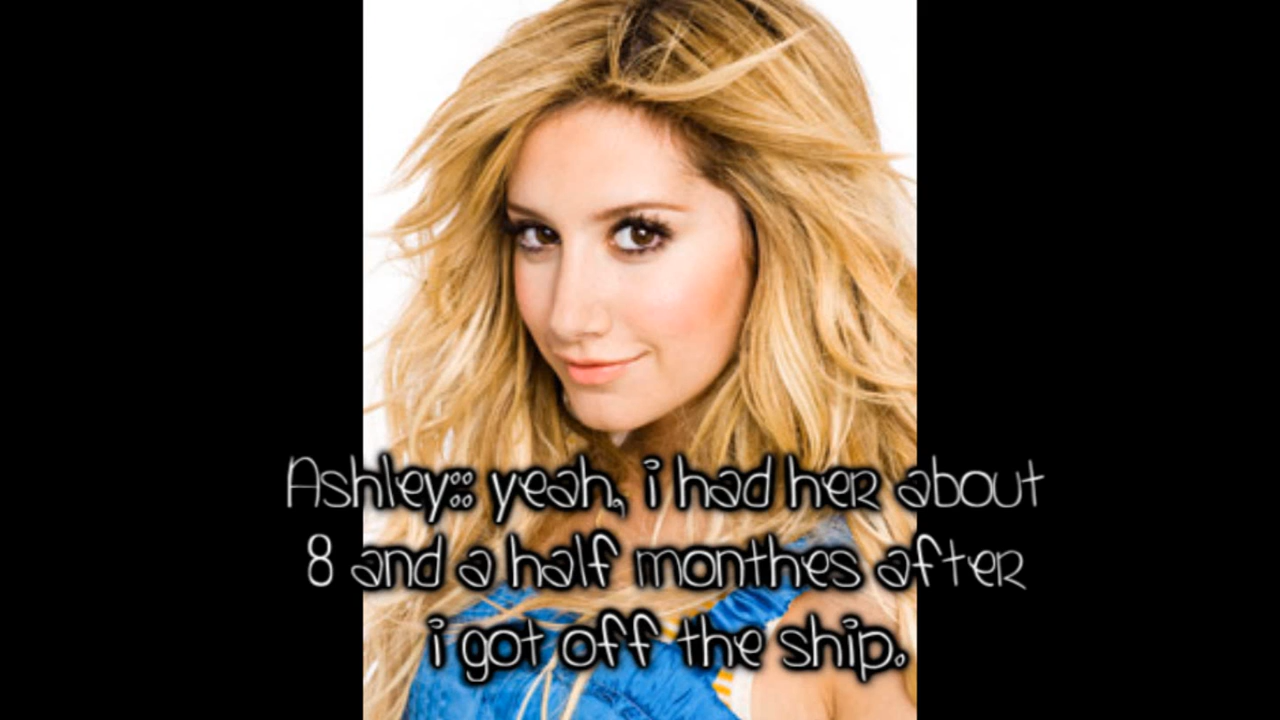 Ashley:: yeah, i had her about
8 and a half monthes after
i got off the ship.